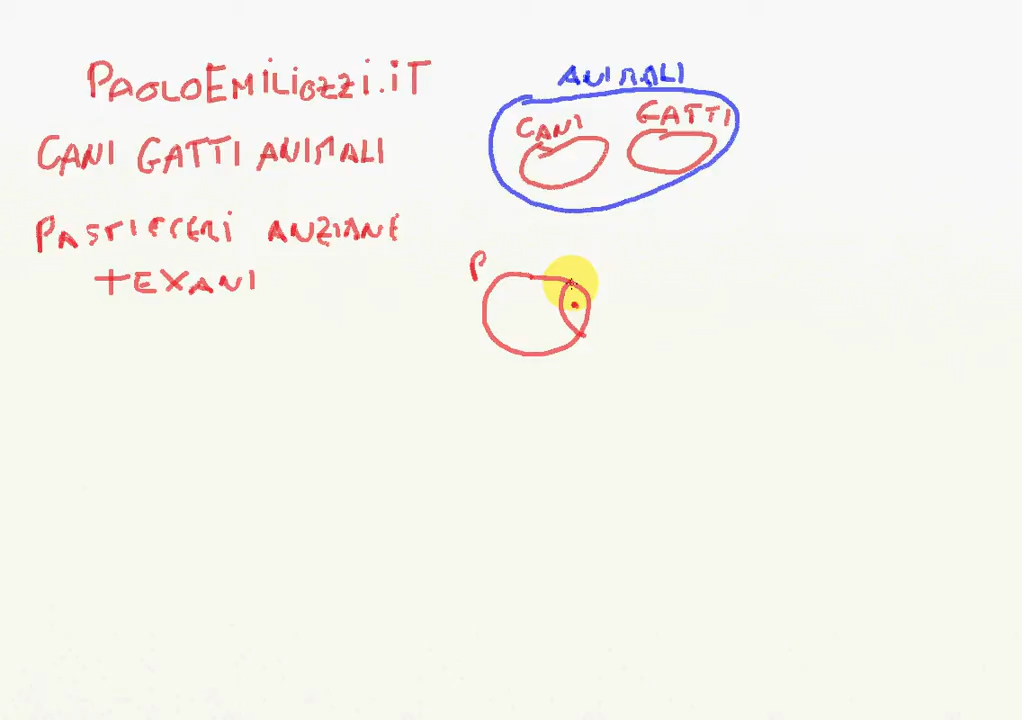 PAOLOEMILIOZZI.iT
CANI GATTI ANIMALI
PASTICCERI ANZIANE
TEXANI
ANIMALI
CANI GATTI
P